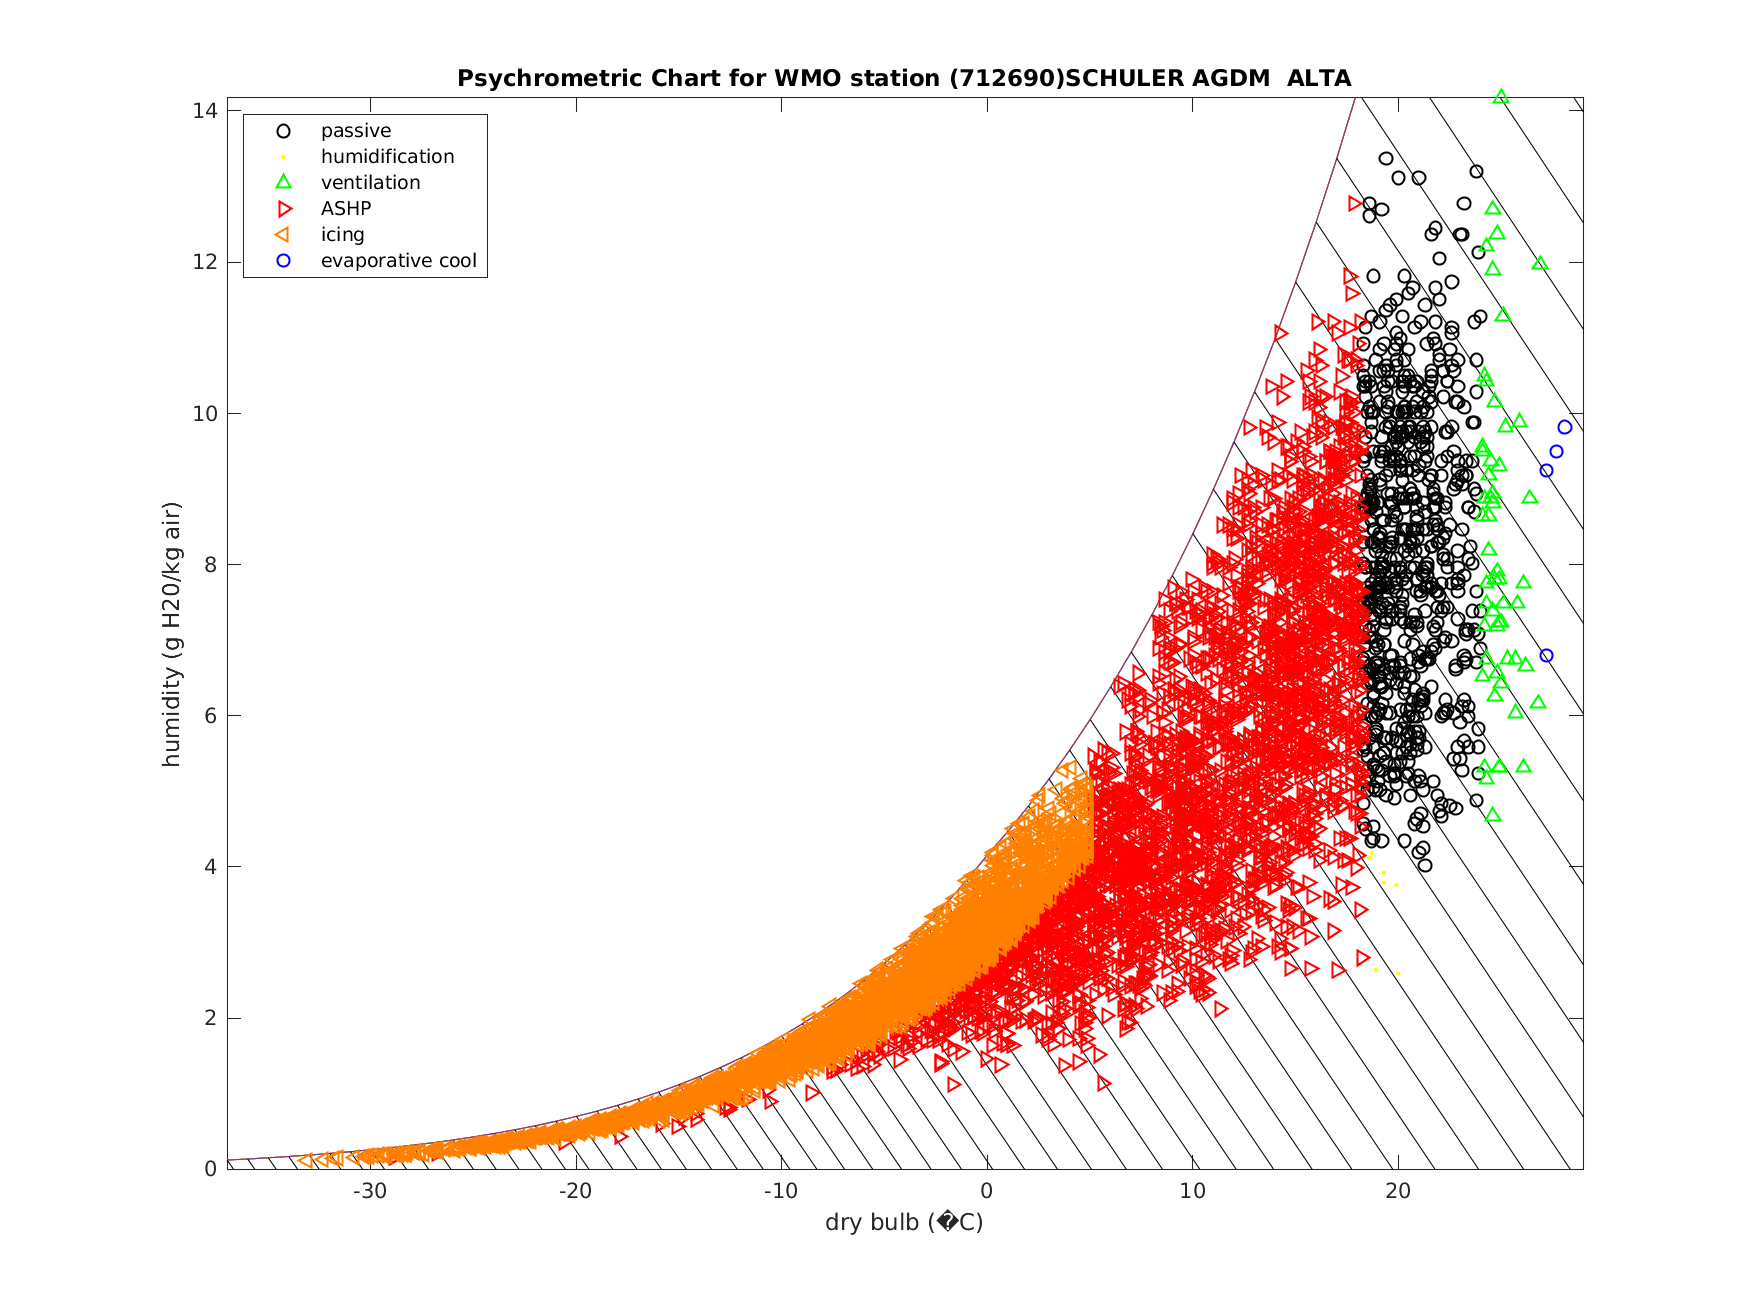 Psychrometric Chart for WMO station (712690)SCHULER AGDM  ALTA
14
12
10
8
6
4
2
0
humidity (g H20/kg air)
passive
humidification
ventilation
ASHP
icing
evaporative cool
-30
-20
-10
0
10
20
dry bulb (�C)